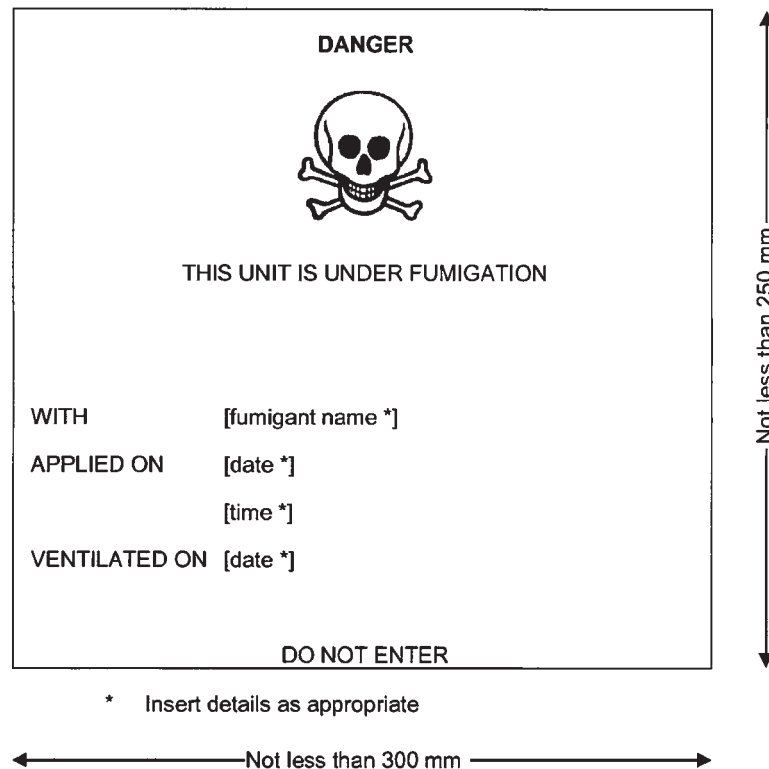 DANGER
THIS UNIT IS UNDER FUMIGATION
WITH [fumigant name *]
APPLIED ON [date *]
[time *]
VENTILATED ON [date *]
DO NOT ENTER
* Insert details as appropriate
Not less than 300 mm
Not less than 250 mm